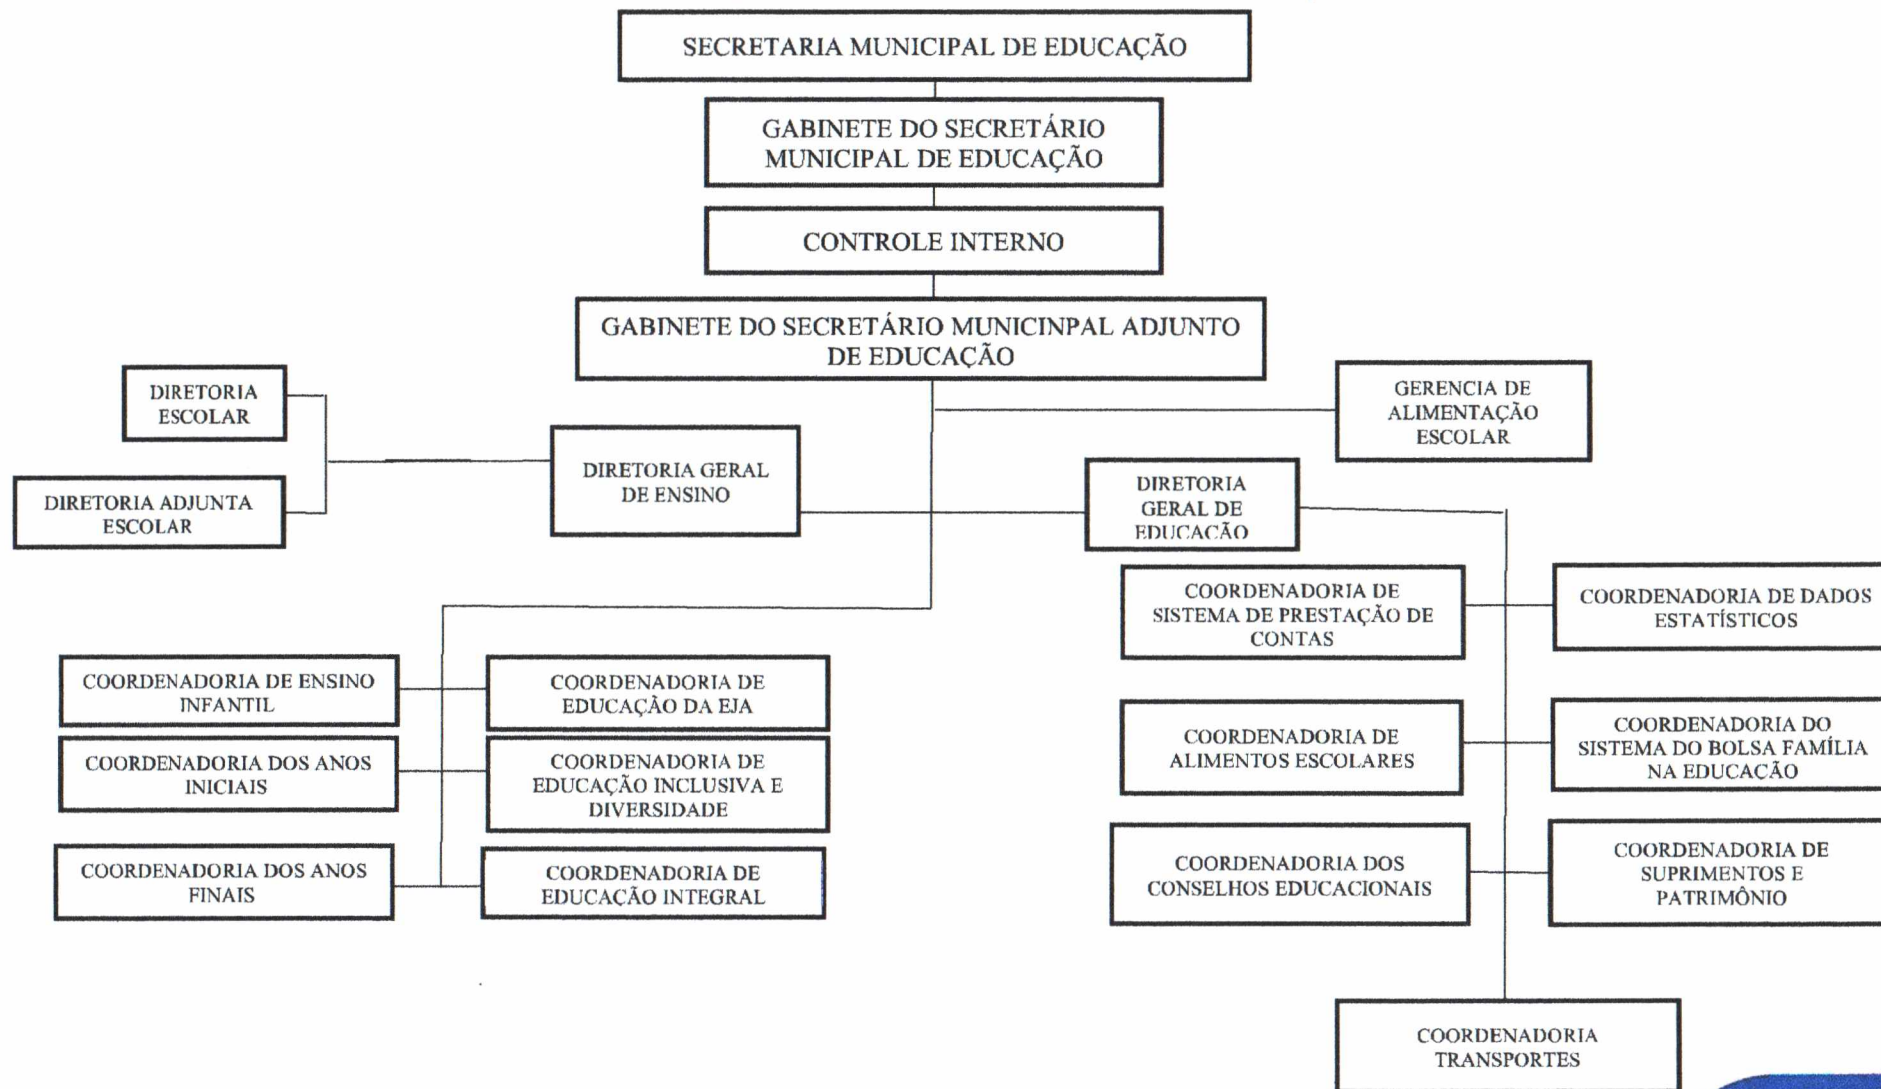 SECRETARIA MUNICIPAL DE EDUCAÇÃO
GABINETE DO SECRETÁRIO
MUNICIPAL DE EDUCAÇÃO
CONTROLE INTERNO
GABINETE DO SECRETÁRIO MUNICINPAL ADJUNTO
DE EDUCAÇÃO
DIRETORIA
ESCOLAR
GERENCIA DE
ALIMENTAÇÃO
ESCOLAR
DIRETORIA GERAL
DE ENSINO
DIRETORIA
GERAL DE
EDUCAÇÃO
DIRETORIA ADJUNTA
ESCOLAR
COORDENADORIA DE
SISTEMA DE PRESTAÇÃO DE
CONTAS
COORDENADORIA DE DADOS
ESTATÍSTICOS
COORDENADORIA DE ENSINO
INFANTIL
COORDENADORIA DE
EDUCAÇÃO DA EJA
COORDENADORIA DE
ALIMENTOS ESCOLARES
COORDENADORIA DO
SISTEMA DO BOLSA FAMÍLIA
NA EDUCAÇÃO
COORDENADORIA DOS ANOS
INICIAIS
COORDENADORIA DE
EDUCAÇÃO INCLUSIVA E
DIVERSIDADE
COORDENADORIA DOS ANOS
FINAIS
COORDENADORIA DE
EDUCAÇÃO INTEGRAL
COORDENADORIA DOS
CONSELHOS EDUCACIONAIS
COORDENADORIA DE
SUPRIMENTOS E
PATRIMÔNIO
COORDENADORIA
TRANSPORTES